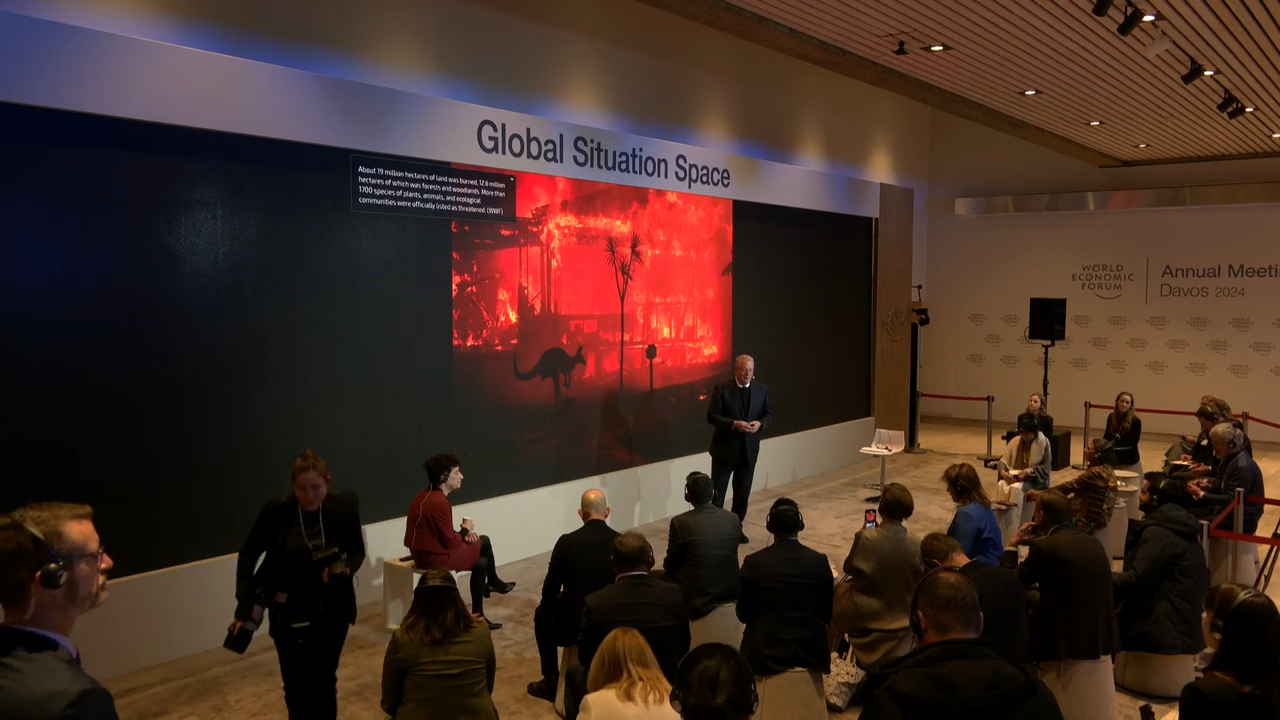 Global Situation Space
About 19 million hectares of land was burned, 12.6 million
hectares of which was forests and woodlands. More than
1700 species of plants, animals, and ecological
communities were officially listed as threatened. (WWF)
WORLD
ECONOMIC
FORUM
Annual Meeti
Davos 2024